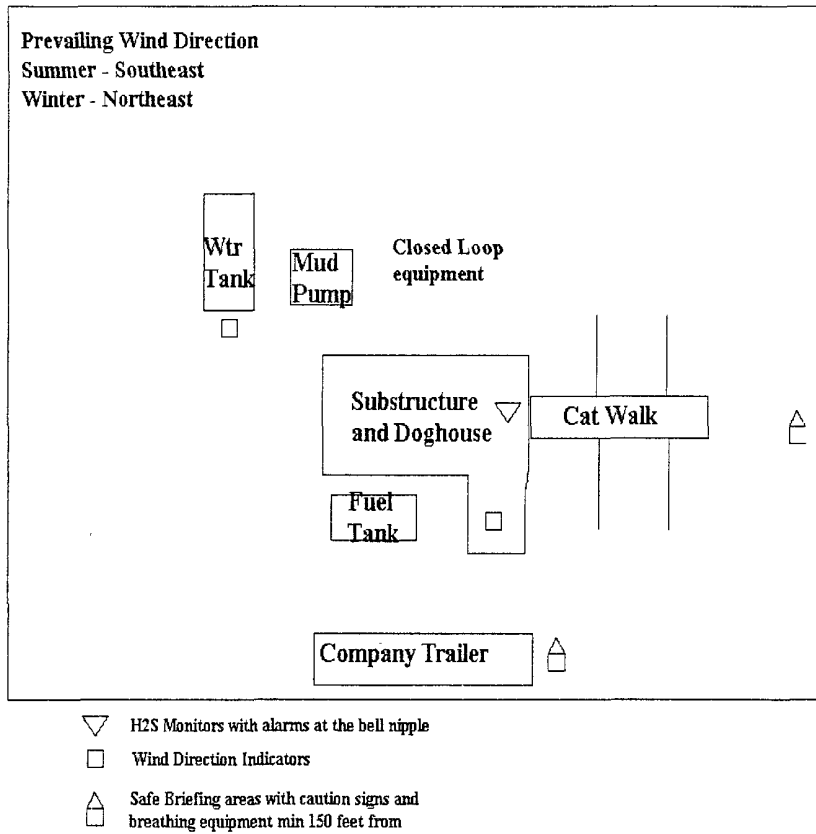 Prevailing Wind Direction
Summer - Southeast
Winter - Northeast
Wtr
Tank
Mud
Pump
Closed Loop
equipment
Substructure
and Doghouse
Cat Walk
Fuel
Tank
Company Trailer
H2S Monitors with alarms at the bell nipple
Wind Direction Indicators
Safe Briefing areas with caution signs and
breathing equipment min 150 feet from